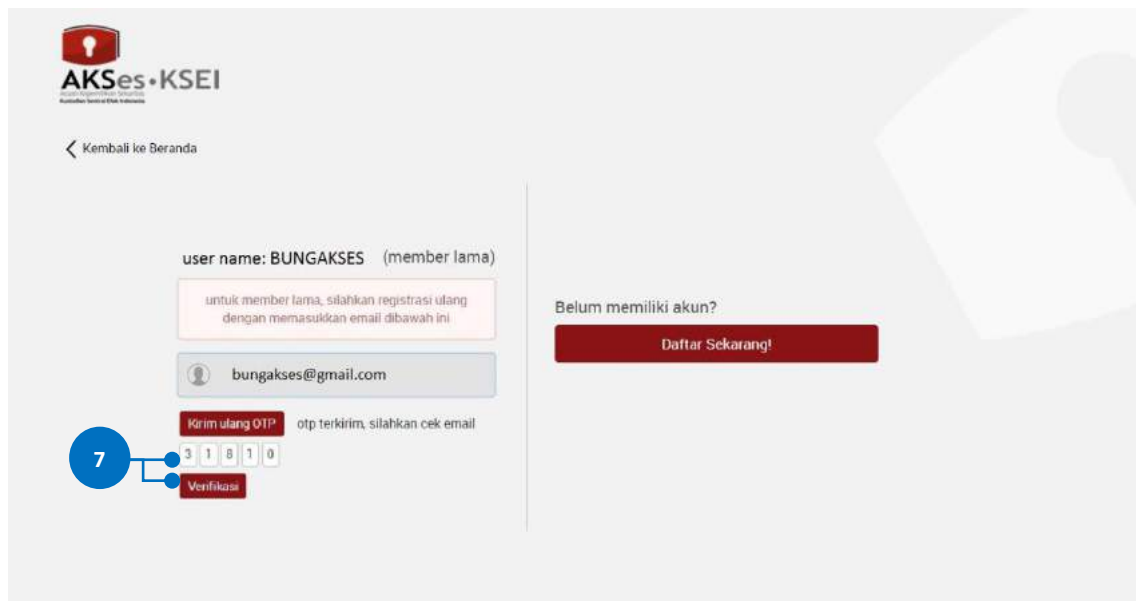 AKSes•KSEI
Kembali ke Beranda
user name: BUNGAKSES (member lama)
untuk member lama, silahkan registrasi ulang
dengan memasukkan email dibawah ini
bungakses@gmail.com
Kirim ulang OTP otp terkirim, silahkan cek email
7
3 1 8 1 0
Verifikasi
Belum memiliki akun?
Daftar Sekarang!